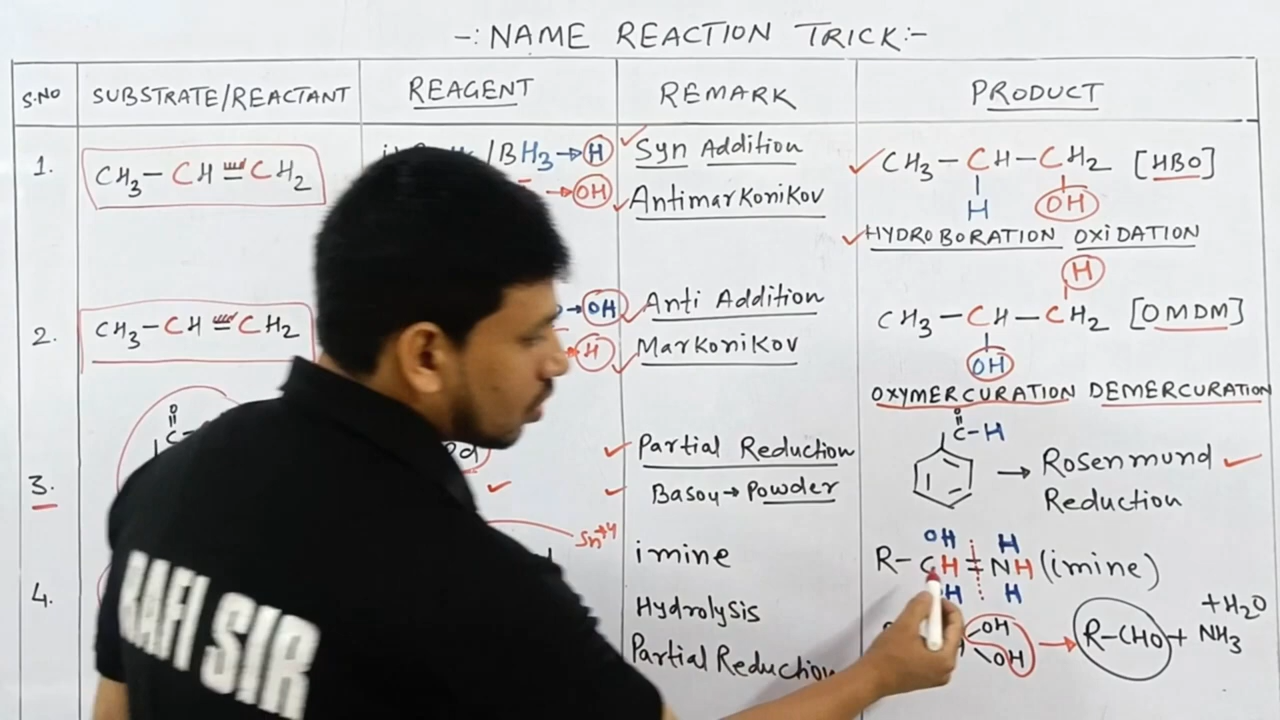 -: NAME REACTION TRICK:-
S.NO SUBSTRATE/REACTANT REAGENT REMARK PRODUCT
1. CH3-CH=CH2 /BH3→H Syn Addition CH3-CH-CH2 [HBO]
→OH AntimarKoniKov H OH
HYDROBORATION OXIDATION
H
2. CH3-CH=CH2 →OH Anti Addition CH3-CH-CH2 [OMDM]
H MarKoniKov OH
OXYMERCURATION DEMERCURATION
O O
C C-H
3. Pd Partial Reduction → Rosenmund
Basoy→Powder Reduction
Sn+4 OH H
4. imine R-CH=NH (imine)
H H
Hydrolysis OH → R-CHO + NH3 +H2O
Partial Reduction OH
RAFI SIR